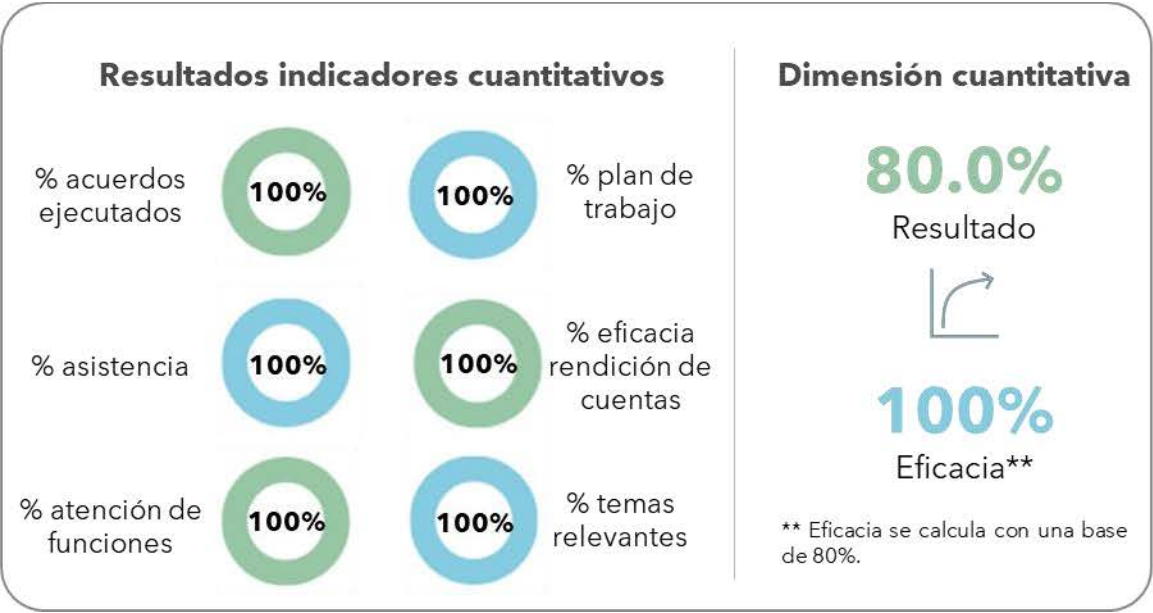 Resultados indicadores cuantitativos
% acuerdos
ejecutados
100%
100%
% plan de
trabajo
% asistencia
100%
100%
% eficacia
rendición de
cuentas
% atención de
funciones
100%
100%
% temas
relevantes
Dimensión cuantitativa
80.0%
Resultado
100%
Eficacia**
** Eficacia se calcula con una base
de 80%.